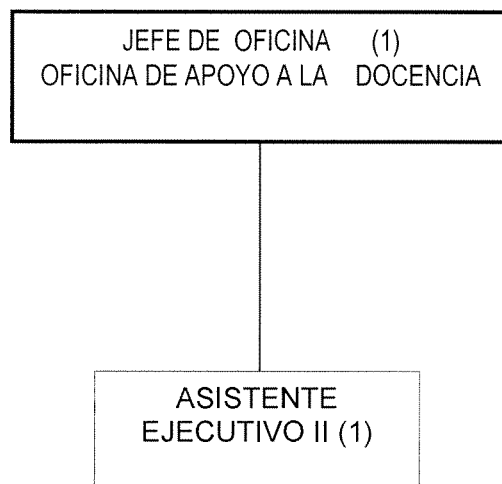 JEFE DE OFICINA (1)
OFICINA DE APOYO A LA DOCENCIA
ASISTENTE
EJECUTIVO II (1)